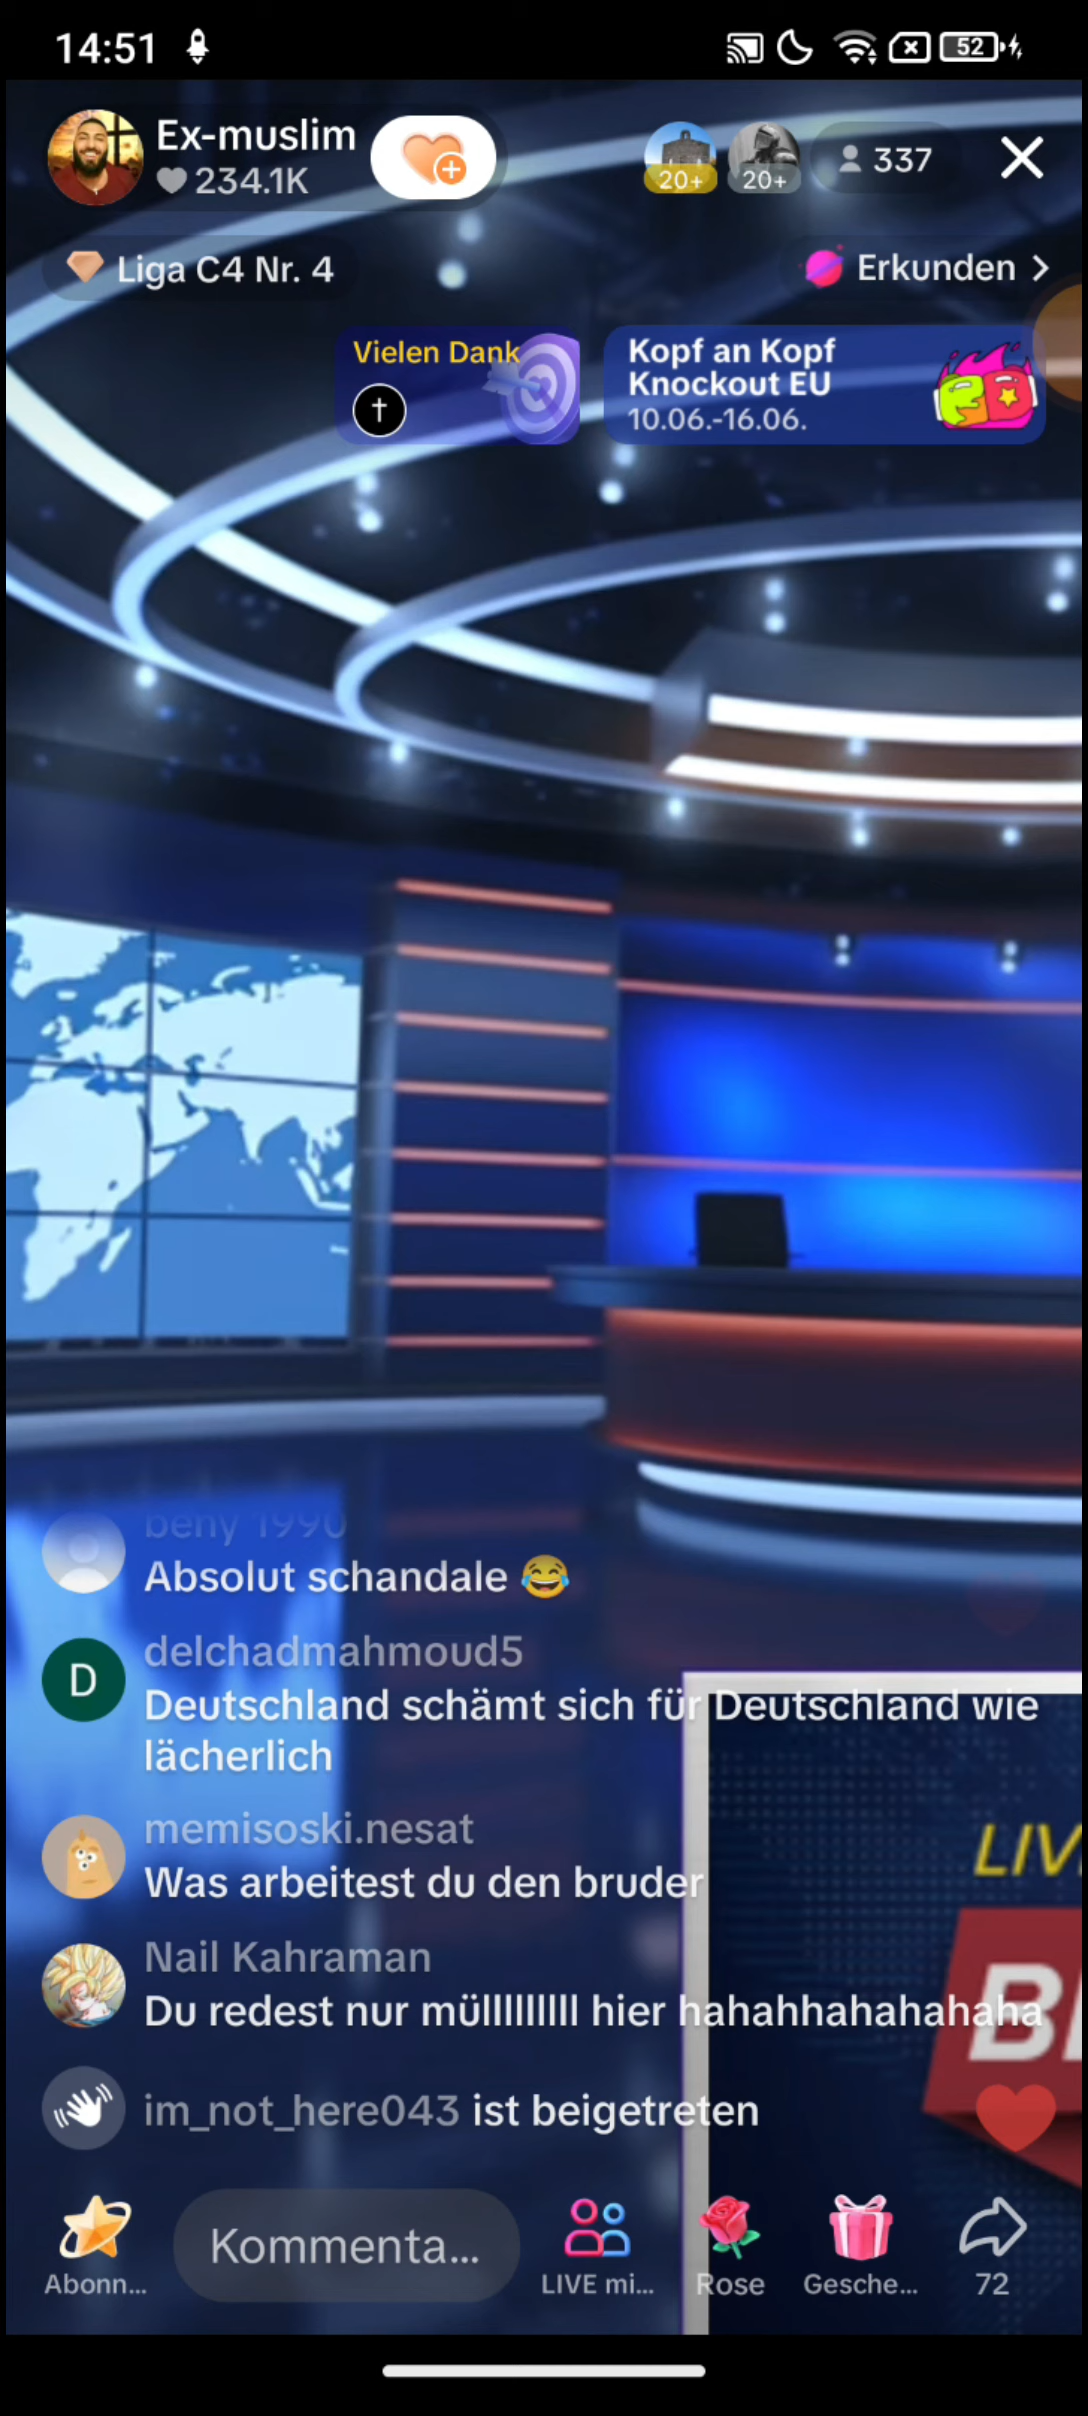 14:51
52
Ex-muslim
234.1K
20+
20+
337
Liga C4 Nr. 4
Erkunden >
Vielen Dank
Kopf an Kopf
Knockout EU
10.06.-16.06.
beny 1990
Absolut schandale 😂
delchadmahmoud5
D
Deutschland schämt sich für Deutschland wie
lächerlich
memisoski.nesat
Was arbeitest du den bruder
Nail Kahraman
Du redest nur mülllllllll hier hahahhahahahaha
im_not_here043 ist beigetreten
LIV
Abonn...
Kommenta...
LIVE mi...
Rose
Gesche...
72